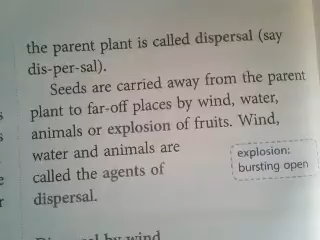 the parent plant is called dispersal (say
dis-per-sal).
Seeds are carried away from the parent
plant to far-off places by wind, water,
animals or explosion of fruits. Wind,
water and animals are
called the agents of
dispersal.
explosion:
bursting open
by wind